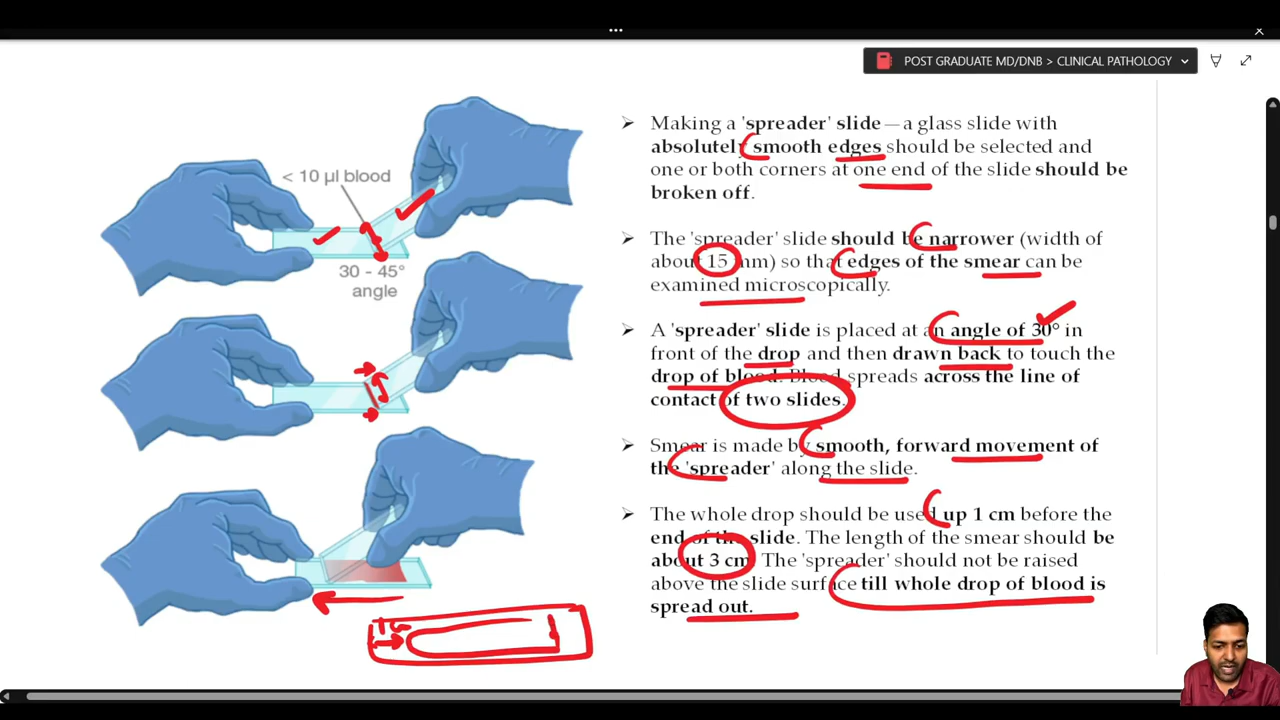 POST GRADUATE MD/DNB > CLINICAL PATHOLOGY
< 10 µl blood
30 - 45°
angle
➢ Making a 'spreader' slide—a glass slide with
absolutely smooth edges should be selected and
one or both corners at one end of the slide should be
broken off.
➢ The 'spreader' slide should be narrower (width of
about 15 mm) so that edges of the smear can be
examined microscopically.
➢ A 'spreader' slide is placed at an angle of 30° in
front of the drop and then drawn back to touch the
drop of blood. Blood spreads across the line of
contact of two slides.
➢ Smear is made by smooth, forward movement of
the 'spreader' along the slide.
➢ The whole drop should be used up 1 cm before the
end of the slide. The length of the smear should be
about 3 cm. The 'spreader' should not be raised
above the slide surface till whole drop of blood is
spread out.